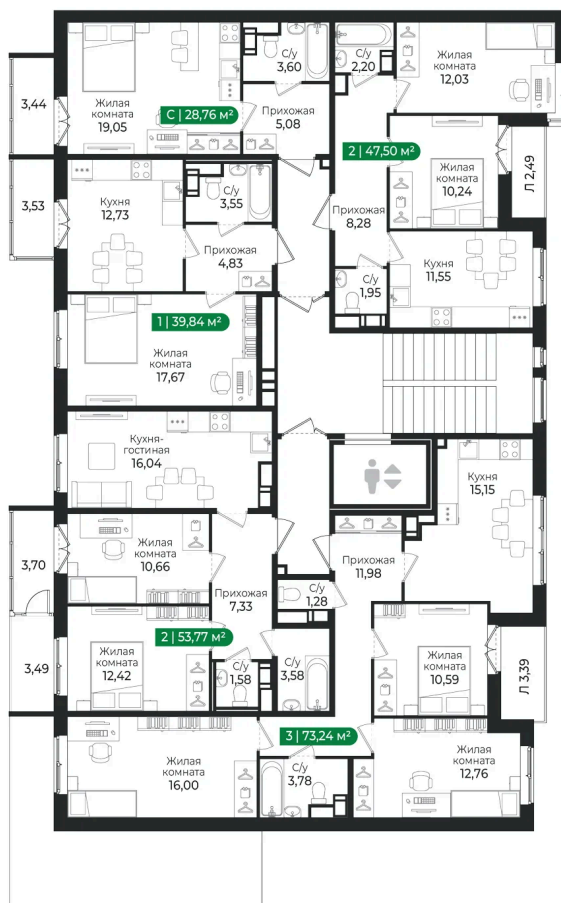 3,44
Жилая
комната
19,05
С | 28,76 м²
С/у
3,60
Прихожая
5,08
С/у
2,20
Жилая
комната
12,03
2 | 47,50 м²
Жилая
комната
10,24
Л 2,49
3,53
Кухня
12,73
С/у
3,55
Прихожая
4,83
Прихожая
8,28
С/у
1,95
Кухня
11,55
1 | 39,84 м²
Жилая
комната
17,67
Кухня-
гостиная
16,04
Кухня
15,15
3,70
Жилая
комната
10,66
Прихожая
7,33
С/у
1,28
Прихожая
11,98
2 | 53,77 м²
3,49
Жилая
комната
12,42
С/у
1,58
С/у
3,58
Жилая
комната
10,59
Л 3,39
3 | 73,24 м²
Жилая
комната
16,00
С/у
3,78
Жилая
комната
12,76